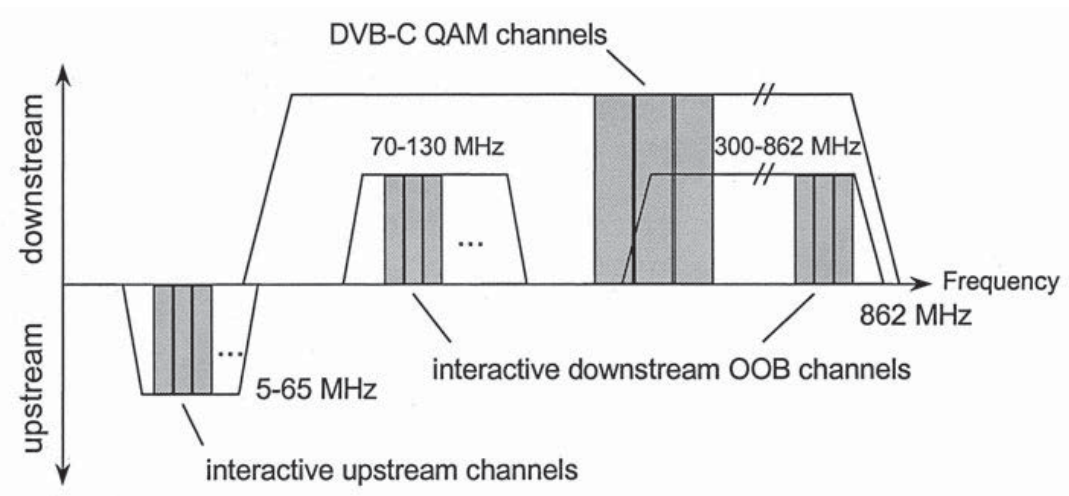 DVB-C QAM channels
downstream
70-130 MHz
300-862 MHz
...
Frequency
862 MHz
upstream
...
5-65 MHz
interactive downstream OOB channels
interactive upstream channels